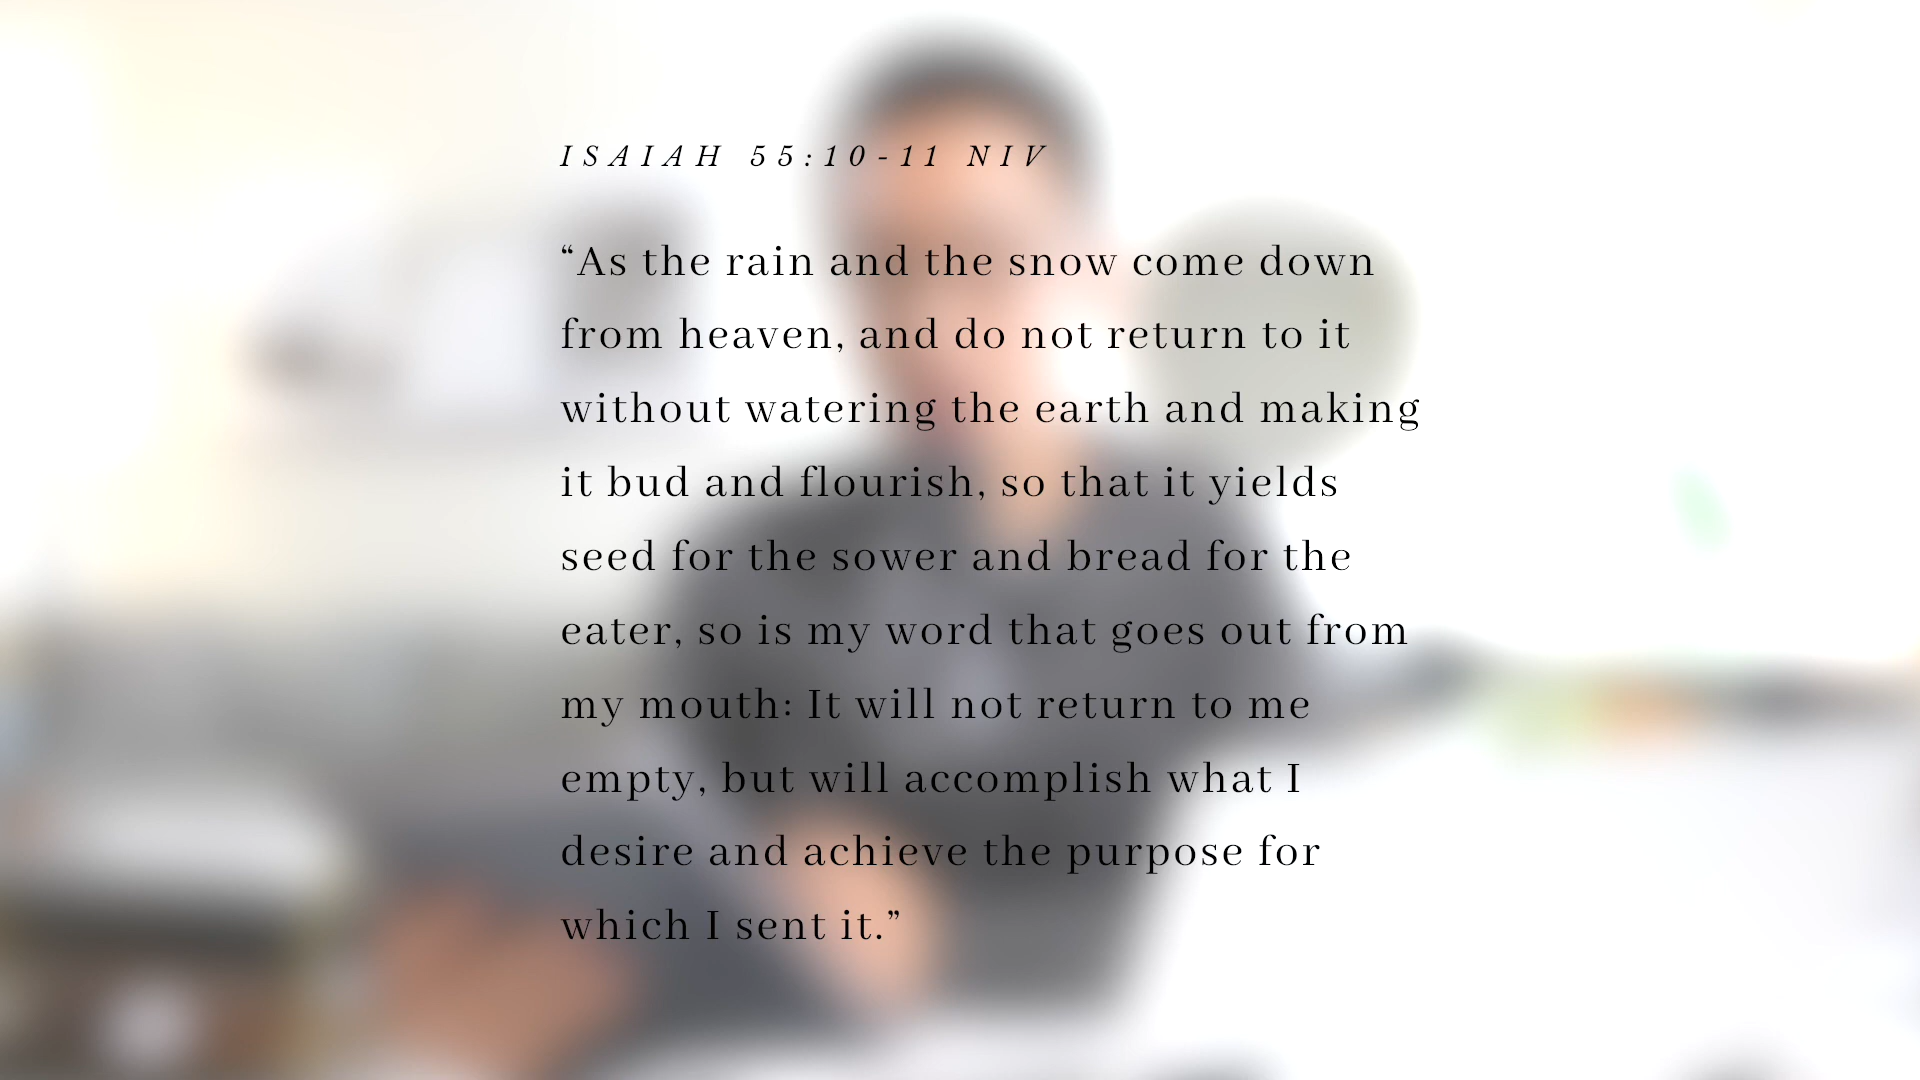 ISAIAH 55:10-11 NIV
“As the rain and the snow come down
from heaven, and do not return to it
without watering the earth and making
it bud and flourish, so that it yields
seed for the sower and bread for the
eater, so is my word that goes out from
my mouth: It will not return to me
empty, but will accomplish what I
desire and achieve the purpose for
which I sent it.”